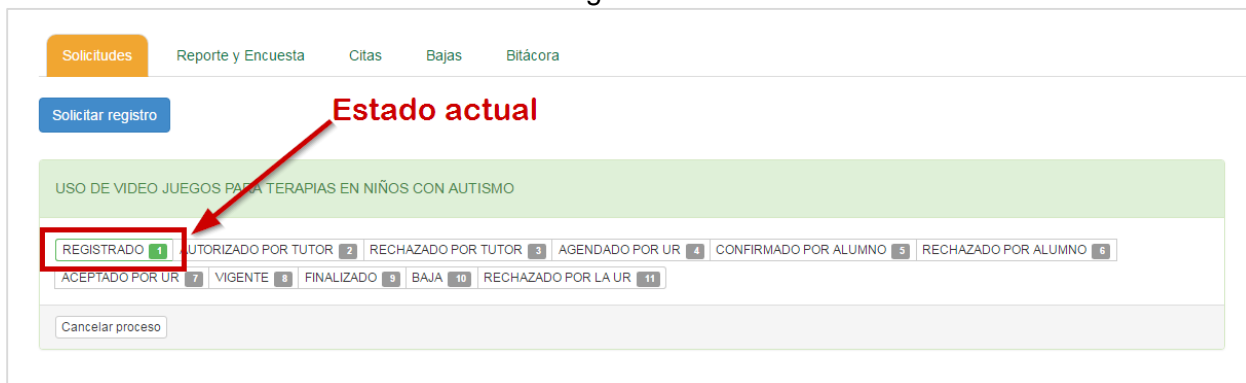 Solicitudes Reporte y Encuesta Citas Bajas Bitácora
Solicitar registro
Estado actual
USO DE VIDEO JUEGOS PARA TERAPIAS EN NIÑOS CON AUTISMO
REGISTRADO 1 AUTORIZADO POR TUTOR 2 RECHAZADO POR TUTOR 3 AGENDADO POR UR 4 CONFIRMADO POR ALUMNO 5 RECHAZADO POR ALUMNO 6
ACEPTADO POR UR 7 VIGENTE 8 FINALIZADO 9 BAJA 10 RECHAZADO POR LA UR 11
Cancelar proceso